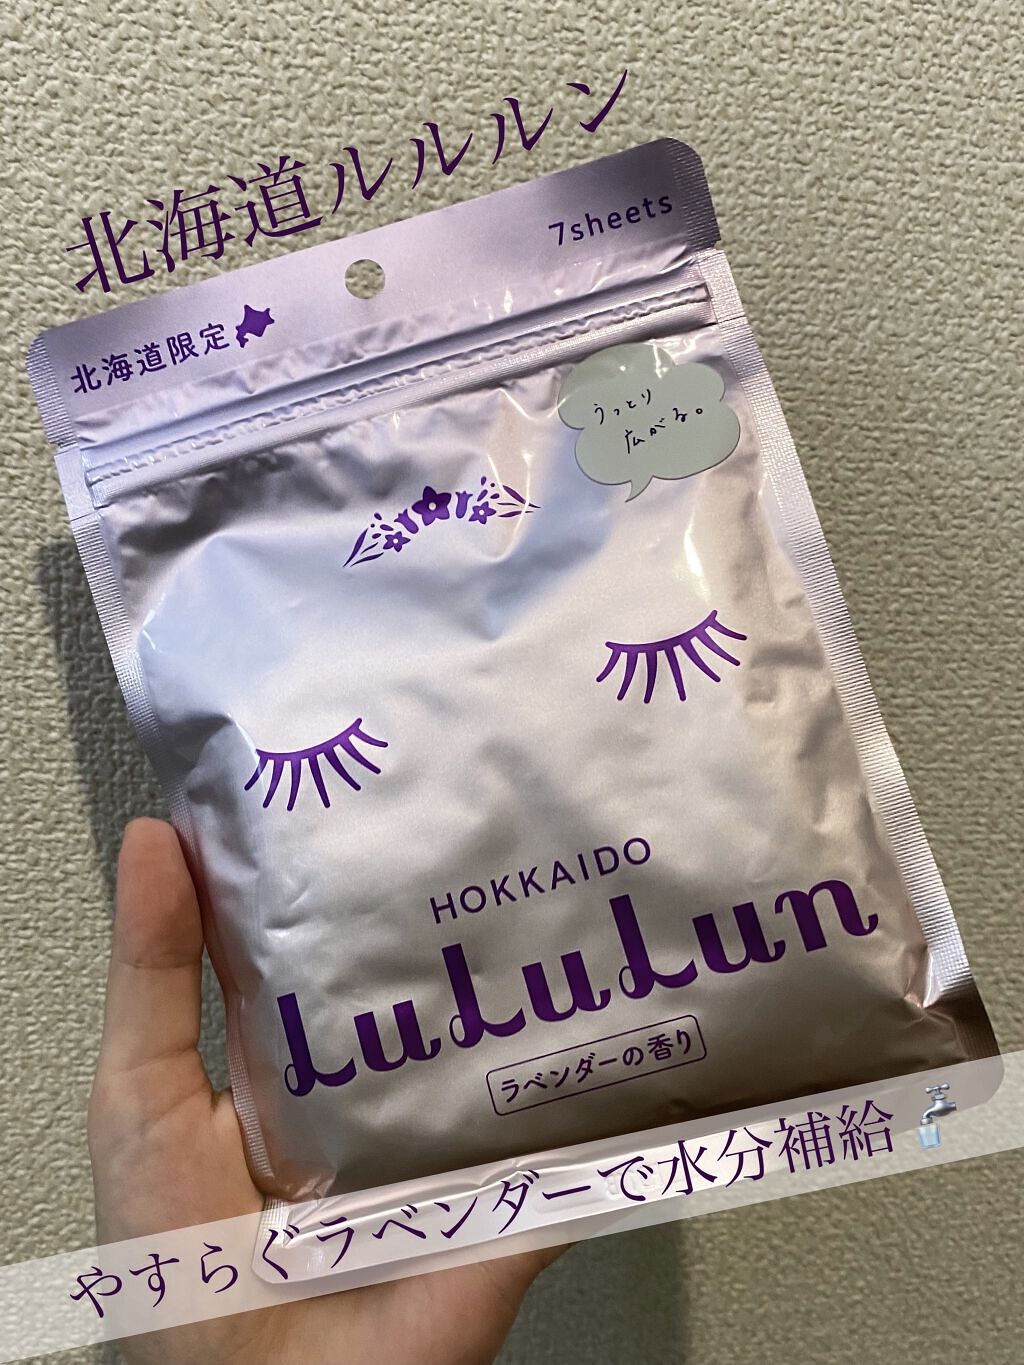 北海道ルルルン
7sheets
北海道限定
うっとり
広がる。
HOKKAIDO
LuLuLun
ラベンダーの香り
やすらぐラベンダーで水分補給🚰